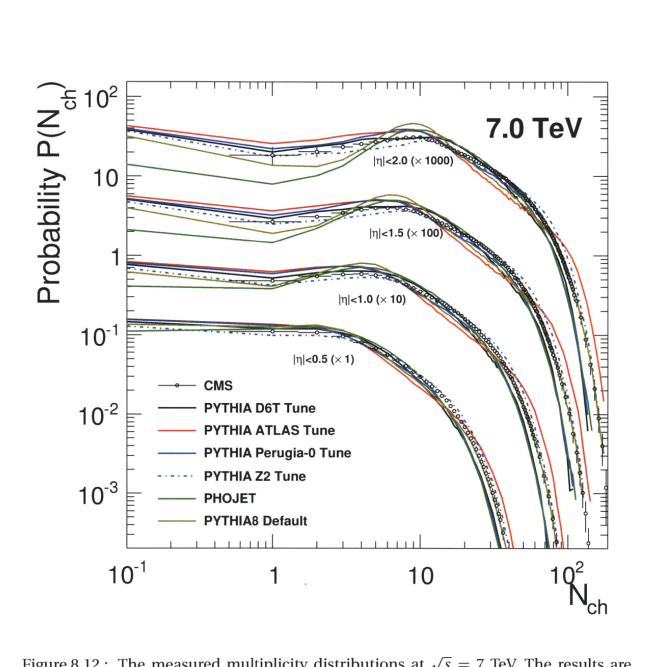 Probability P(N_ch)
10²
10
1
10⁻¹
10⁻²
10⁻³
7.0 TeV
|η|<2.0 (× 1000)
|η|<1.5 (× 100)
|η|<1.0 (× 10)
|η|<0.5 (× 1)
CMS
PYTHIA D6T Tune
PYTHIA ATLAS Tune
PYTHIA Perugia-0 Tune
PYTHIA Z2 Tune
PHOJET
PYTHIA8 Default
10⁻¹ 1 10 10²
N_ch
Figure 8.12 : The measured multiplicity distributions at √s = 7 TeV. The results are